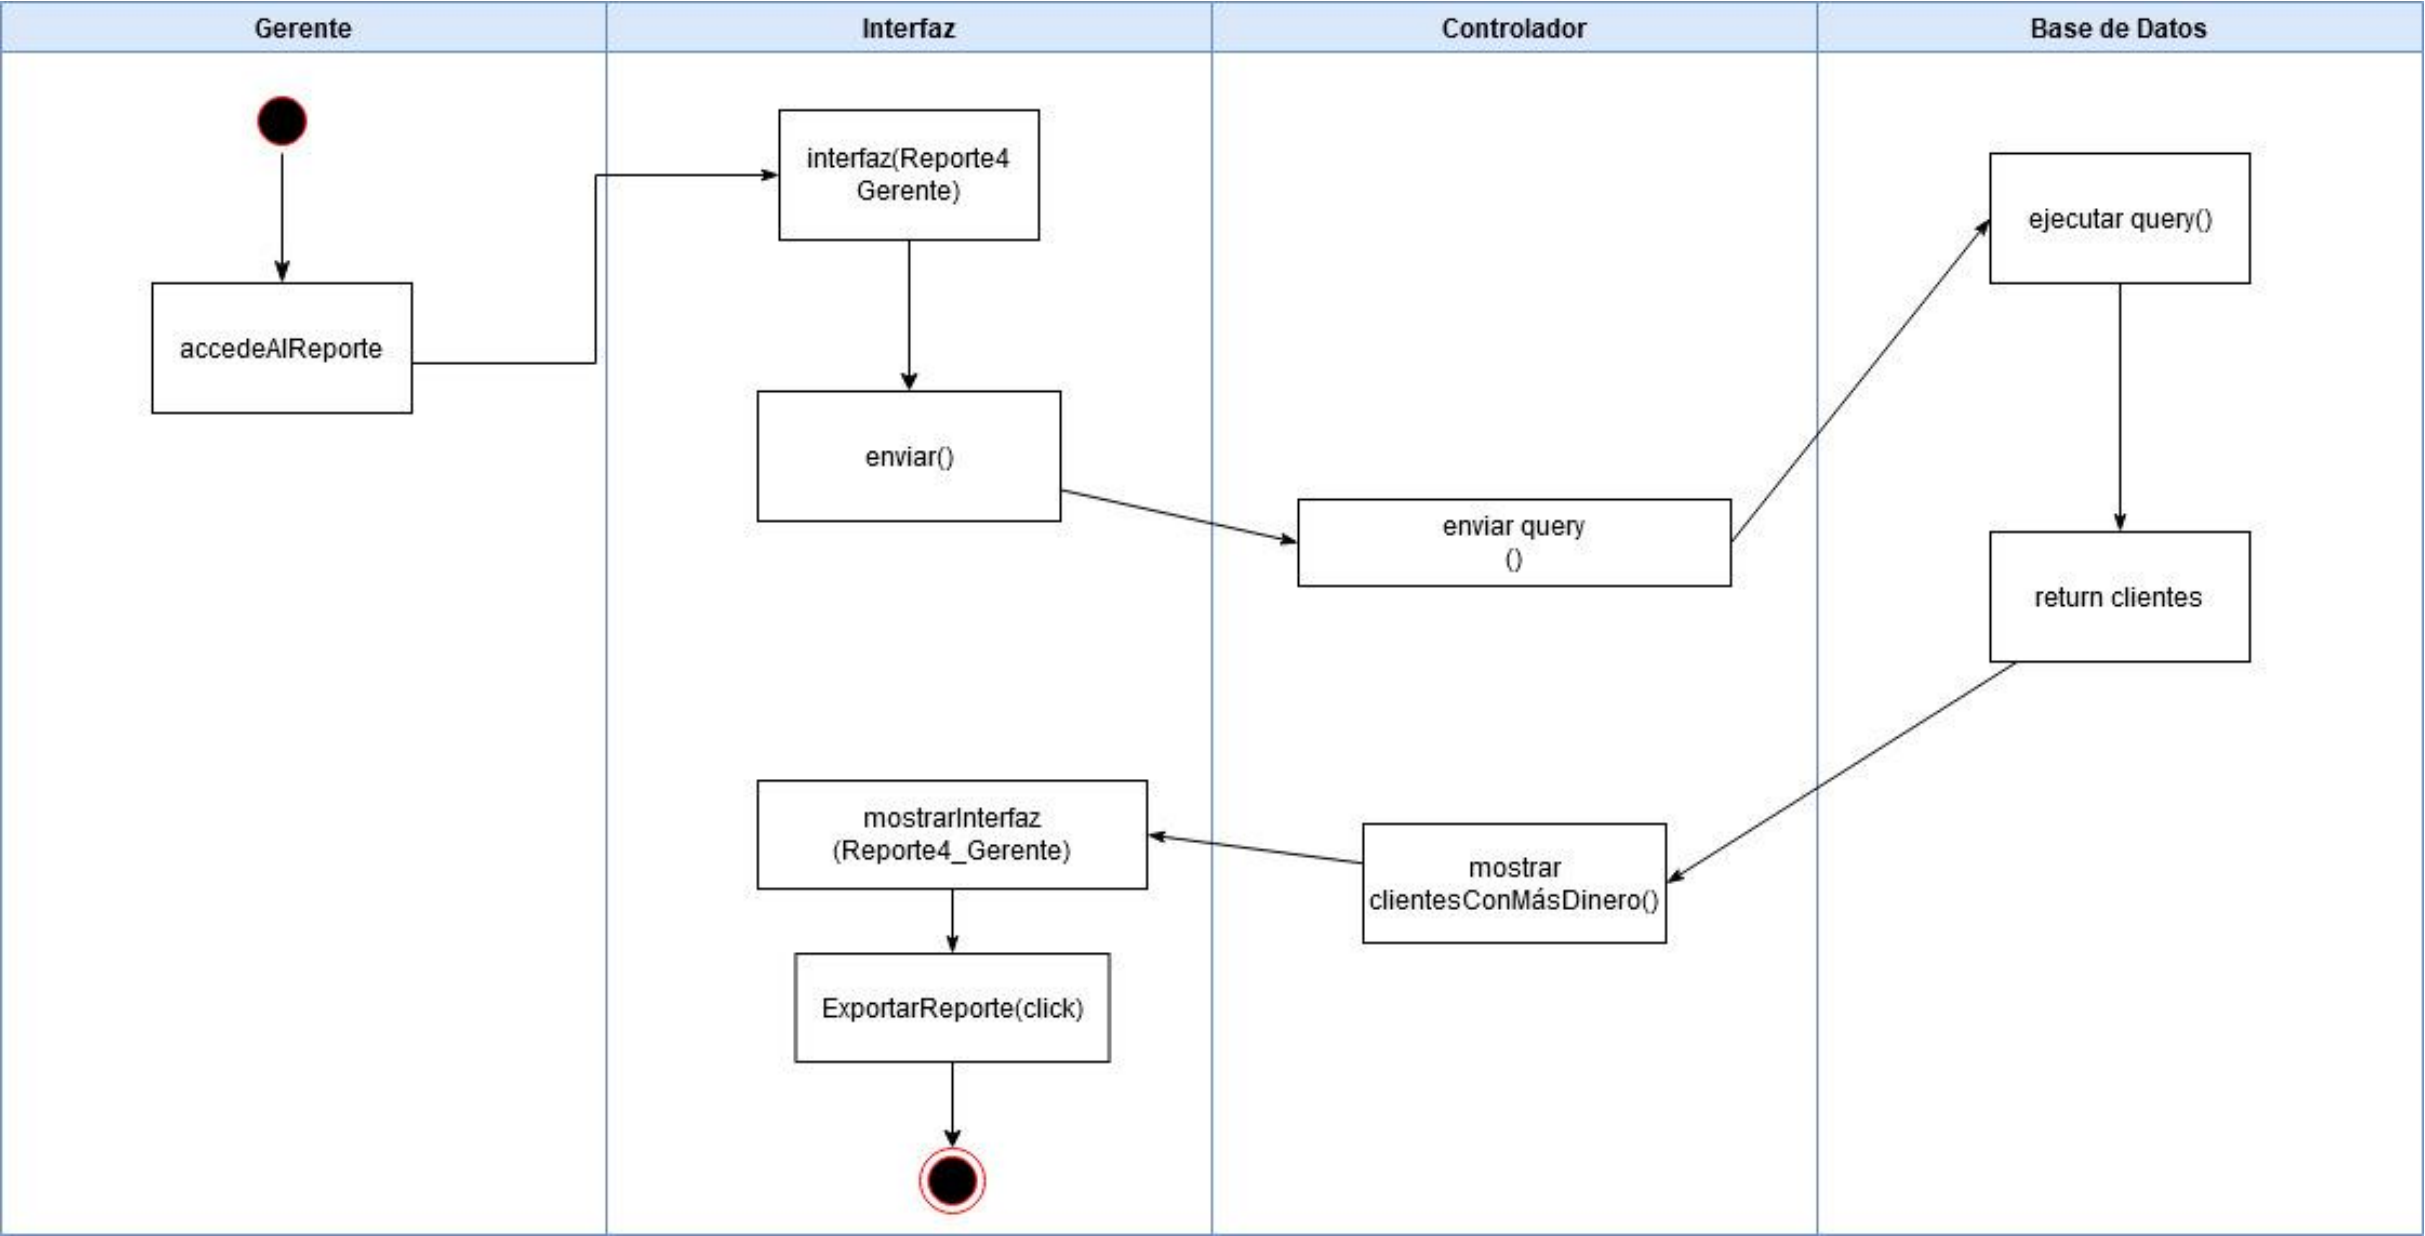 Gerente
Interfaz
Controlador
Base de Datos
interfaz(Reporte4
Gerente)
ejecutar query()
accedeAlReporte
enviar()
enviar query
()
return clientes
mostrarInterfaz
(Reporte4_Gerente)
mostrar
clientesConMásDinero()
ExportarReporte(click)